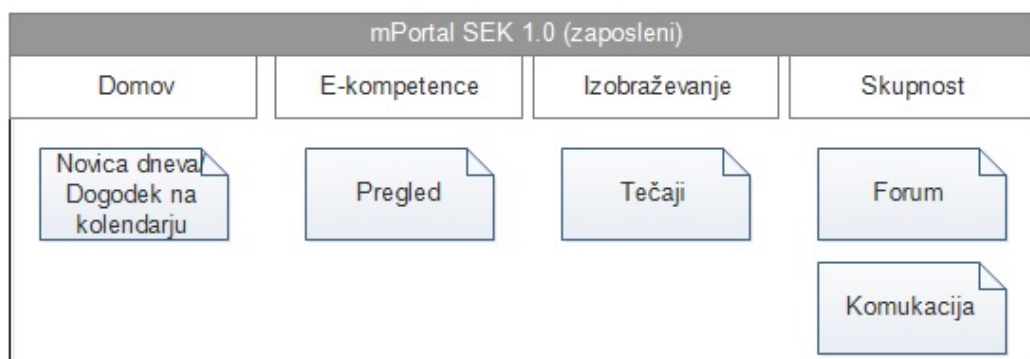 mPortal SEK 1.0 (zaposleni)
Domov
E-kompetence
Izobraževanje
Skupnost
Novica dneva/
Dogodek na
kolendarju
Pregled
Tečaji
Forum
Komukacija